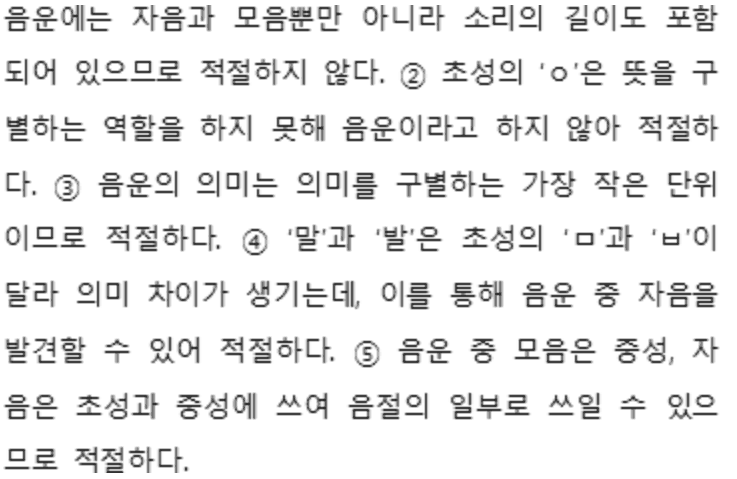 음운에는 자음과 모음뿐만 아니라 소리의 길이도 포함
되어 있으므로 적절하지 않다. ② 초성의 ‘ㅇ’은 뜻을 구
별하는 역할을 하지 못해 음운이라고 하지 않아 적절하
다. ③ 음운의 의미는 의미를 구별하는 가장 작은 단위
이므로 적절하다. ④ ‘말’과 ‘발’은 초성의 ‘ㅁ’과 ‘ㅂ’이
달라 의미 차이가 생기는데, 이를 통해 음운 중 자음을
발견할 수 있어 적절하다. ⑤ 음운 중 모음은 중성, 자
음은 초성과 중성에 쓰여 음절의 일부로 쓰일 수 있으
므로 적절하다.